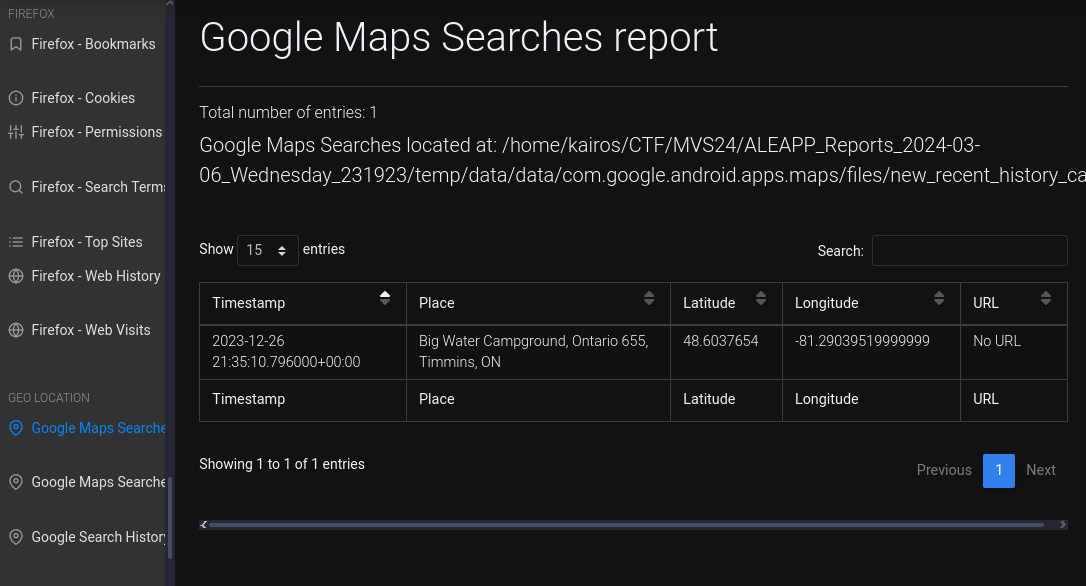 FIREFOX
Firefox - Bookmarks
Firefox - Cookies
Firefox - Permissions
Firefox - Search Terms
Firefox - Top Sites
Firefox - Web History
Firefox - Web Visits
GEO LOCATION
Google Maps Searche
Google Maps Searche
Google Search History
Google Maps Searches report
Total number of entries: 1
Google Maps Searches located at: /home/kairos/CTF/MVS24/ALEAPP_Reports_2024-03-
06_Wednesday_231923/temp/data/data/com.google.android.apps.maps/files/new_recent_history_ca
Show 15 entries
Search:
Timestamp Place Latitude Longitude URL
2023-12-26 Big Water Campground, Ontario 655, 48.6037654 -81.29039519999999 No URL
21:35:10.796000+00:00 Timmins, ON
Timestamp Place Latitude Longitude URL
Showing 1 to 1 of 1 entries
Previous 1 Next